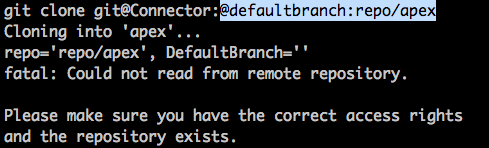 git clone git@Connector:@defaultbranch:repo/apex
Cloning into 'apex'...
repo='repo/apex', DefaultBranch=''
fatal: Could not read from remote repository.
Please make sure you have the correct access rights
and the repository exists.